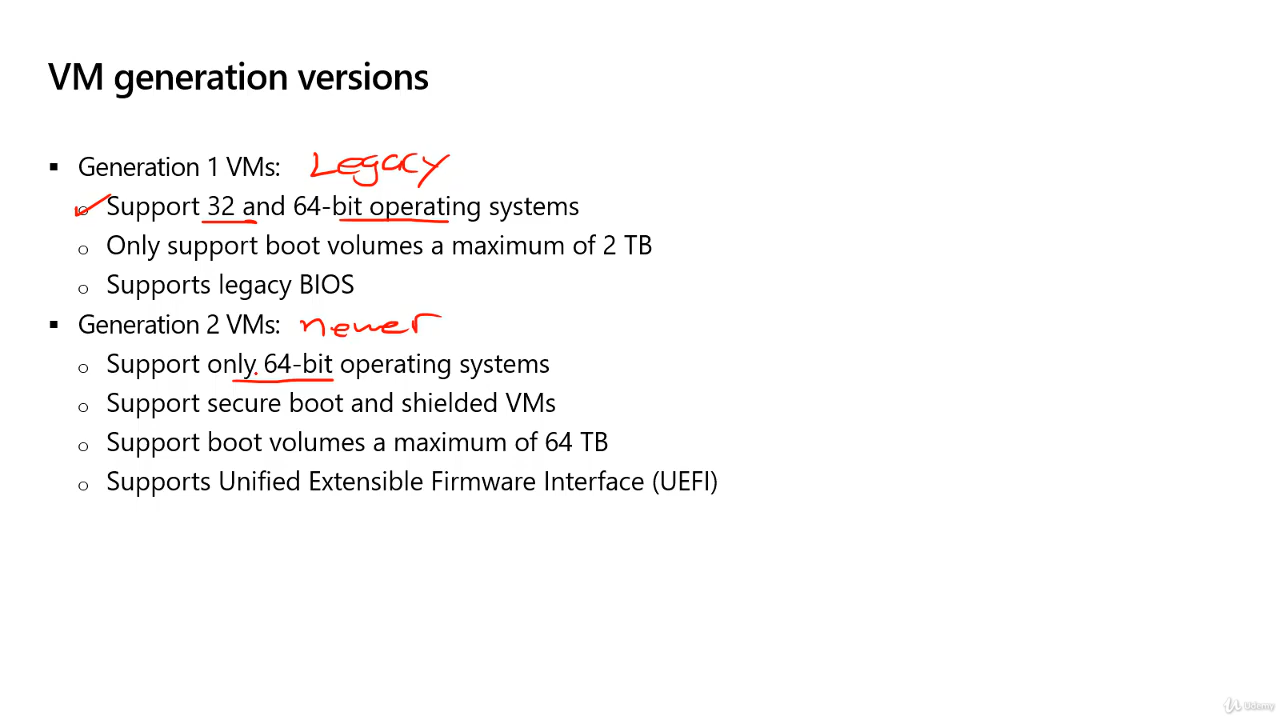 VM generation versions
▪ Generation 1 VMs: Legacy
o Support 32 and 64-bit operating systems
o Only support boot volumes a maximum of 2 TB
o Supports legacy BIOS
▪ Generation 2 VMs: newer
o Support only 64-bit operating systems
o Support secure boot and shielded VMs
o Support boot volumes a maximum of 64 TB
o Supports Unified Extensible Firmware Interface (UEFI)
Udemy